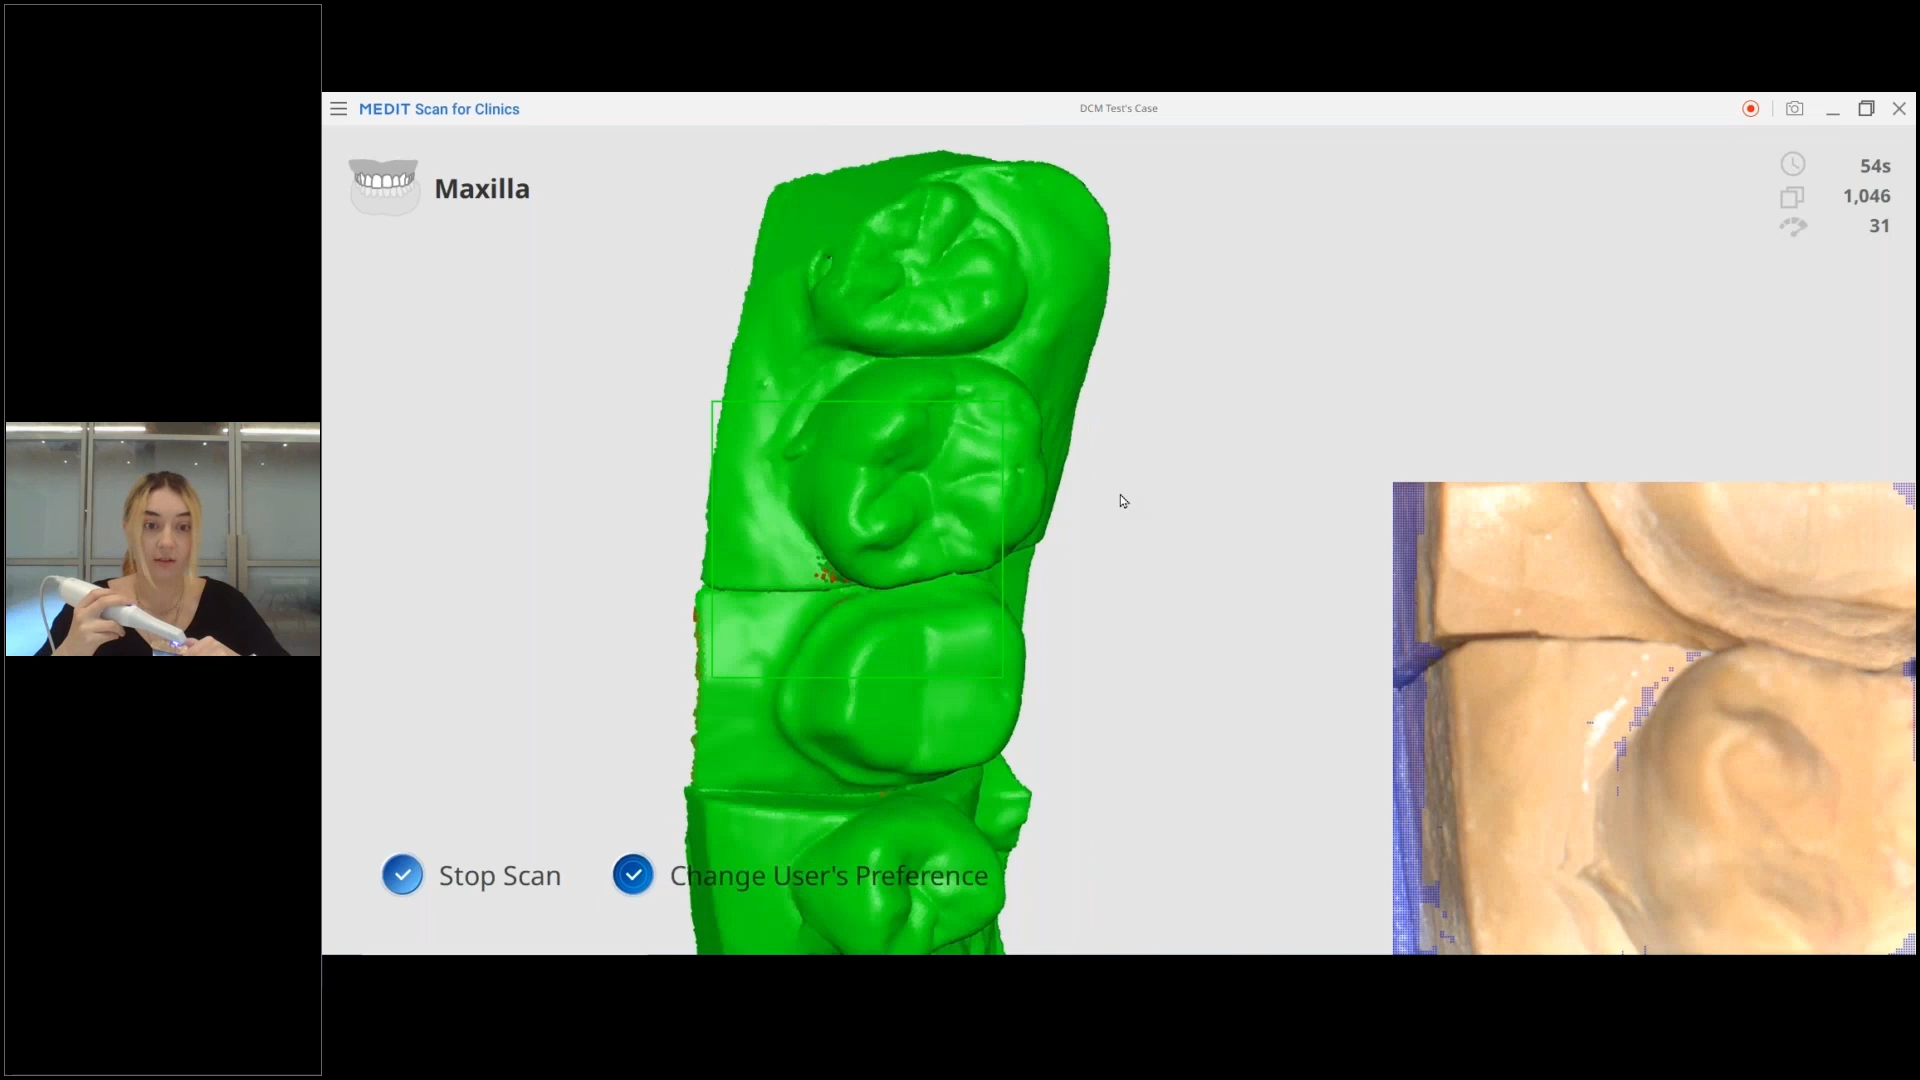 MEDIT Scan for Clinics
DCM Test's Case
Maxilla
54s
1,046
31
Stop Scan
Change User's Preference